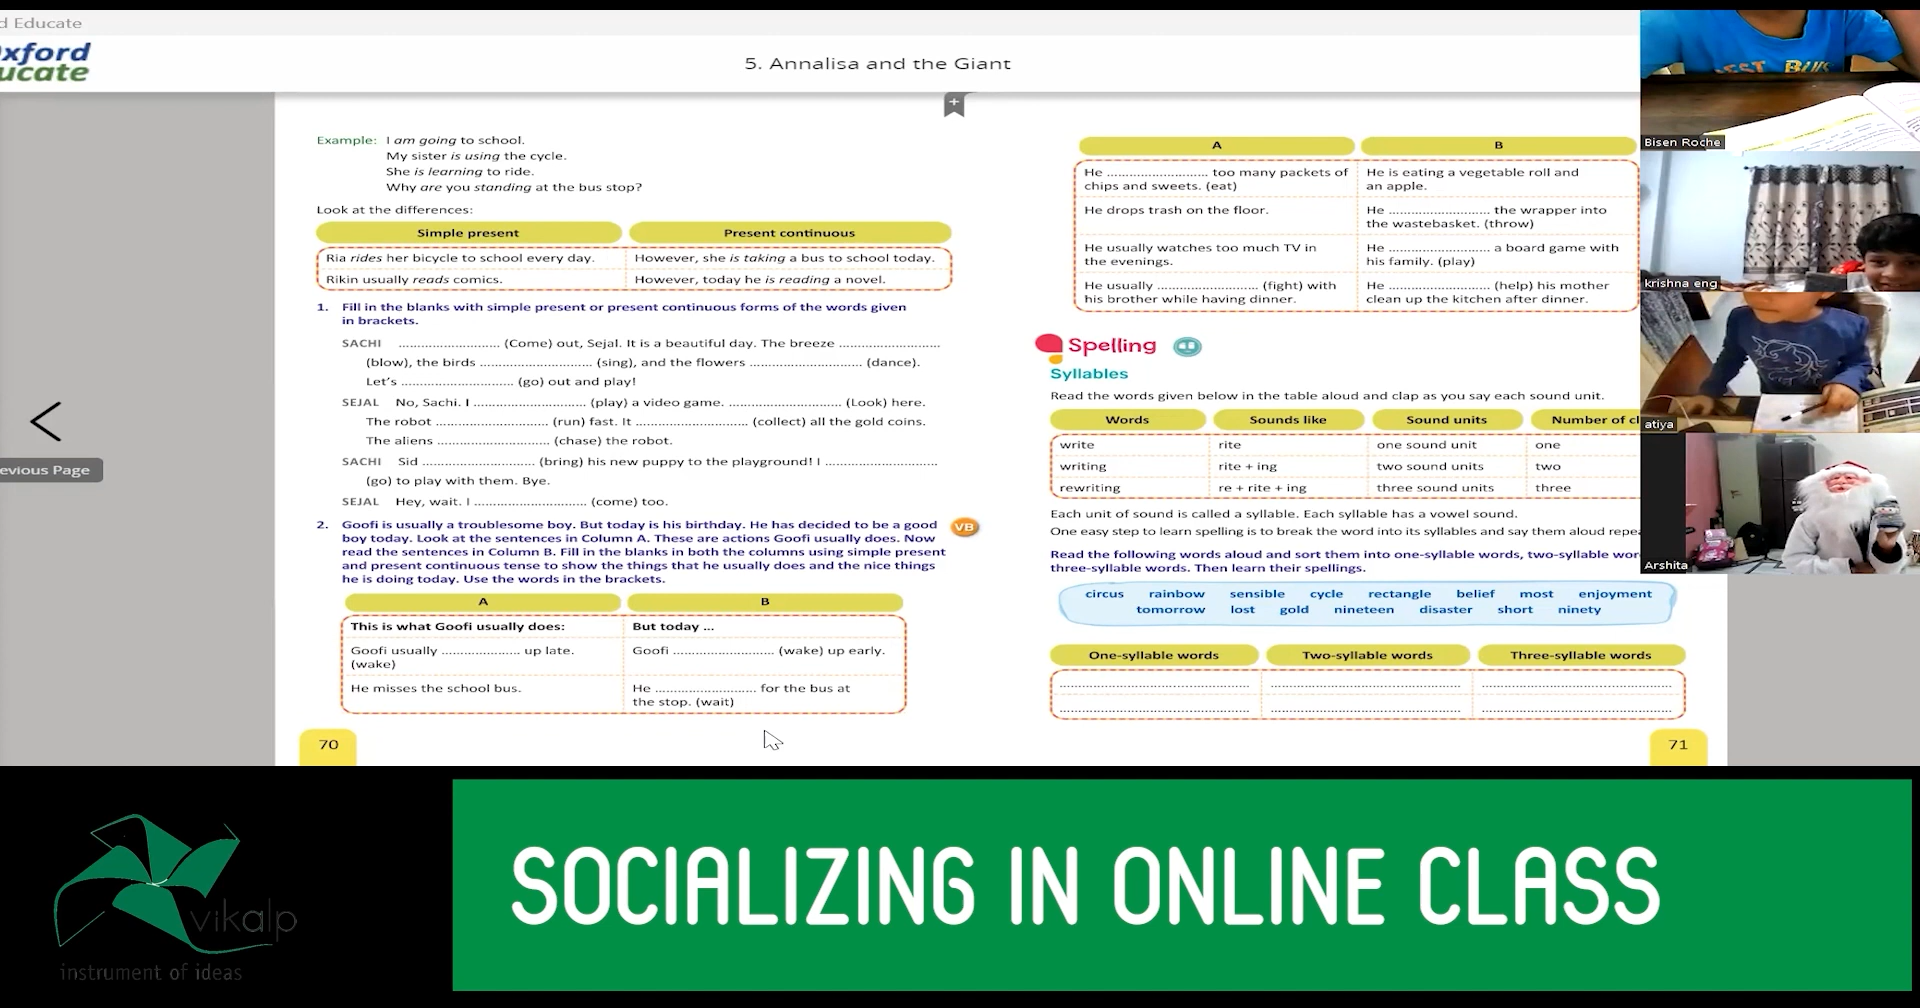 d Educate
xford
ucate
5. Annalisa and the Giant
Example: I am going to school.
My sister is using the cycle.
She is learning to ride.
Why are you standing at the bus stop?
Look at the differences:
Simple present Present continuous
Ria rides her bicycle to school every day. However, she is taking a bus to school today.
Rikin usually reads comics. However, today he is reading a novel.
1. Fill in the blanks with simple present or present continuous forms of the words given
in brackets.
SACHI .......................... (Come) out, Sejal. It is a beautiful day. The breeze ..........................
(blow), the birds ............................. (sing), and the flowers ............................. (dance).
Let's ............................. (go) out and play!
SEJAL No, Sachi. I ............................. (play) a video game. ............................. (Look) here.
The robot ............................. (run) fast. It ............................. (collect) all the gold coins.
The aliens ............................. (chase) the robot.
SACHI Sid ............................. (bring) his new puppy to the playground! I .............................
(go) to play with them. Bye.
SEJAL Hey, wait. I ............................. (come) too.
2. Goofi is usually a troublesome boy. But today is his birthday. He has decided to be a good
boy today. Look at the sentences in Column A. These are actions Goofi usually does. Now
read the sentences in Column B. Fill in the blanks in both the columns using simple present
and present continuous tense to show the things that he usually does and the nice things
he is doing today. Use the words in the brackets.
VB
A B
This is what Goofi usually does: But today ...
Goofi usually .................... up late. Goofi .......................... (wake) up early.
(wake)
He misses the school bus. He .......................... for the bus at
the stop. (wait)
70
evious Page
A B
He .......................... too many packets of He is eating a vegetable roll and
chips and sweets. (eat) an apple.
He drops trash on the floor. He .......................... the wrapper into
the wastebasket. (throw)
He usually watches too much TV in He .......................... a board game with
the evenings. his family. (play)
He usually .......................... (fight) with He .......................... (help) his mother
his brother while having dinner. clean up the kitchen after dinner.
Spelling
Syllables
Read the words given below in the table aloud and clap as you say each sound unit.
Words Sounds like Sound units Number of cl
write rite one sound unit one
writing rite + ing two sound units two
rewriting re + rite + ing three sound units three
Each unit of sound is called a syllable. Each syllable has a vowel sound.
One easy step to learn spelling is to break the word into its syllables and say them aloud repe
Read the following words aloud and sort them into one-syllable words, two-syllable wor
three-syllable words. Then learn their spellings.
circus rainbow sensible cycle rectangle belief most enjoyment
tomorrow lost gold nineteen disaster short ninety
One-syllable words Two-syllable words Three-syllable words
71
Bisen Roche
krishna eng
atiya
Arshita
vikalp
instrument of ideas
SOCIALIZING IN ONLINE CLASS